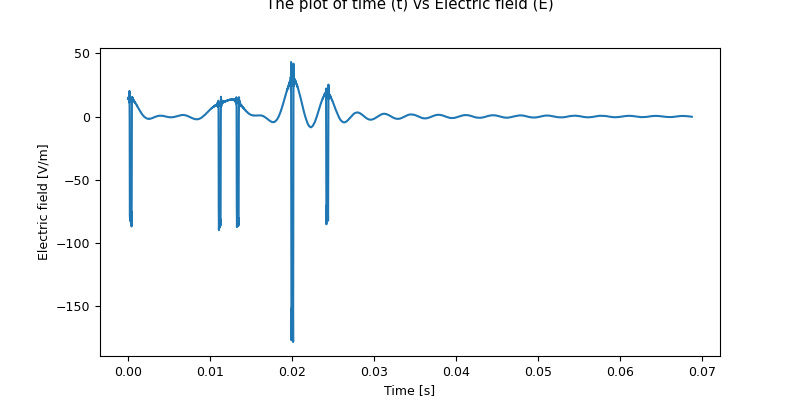 The plot of time (t) vs Electric field (E)
50
0
−50
−100
−150
Electric field [V/m]
0.00 0.01 0.02 0.03 0.04 0.05 0.06 0.07
Time [s]